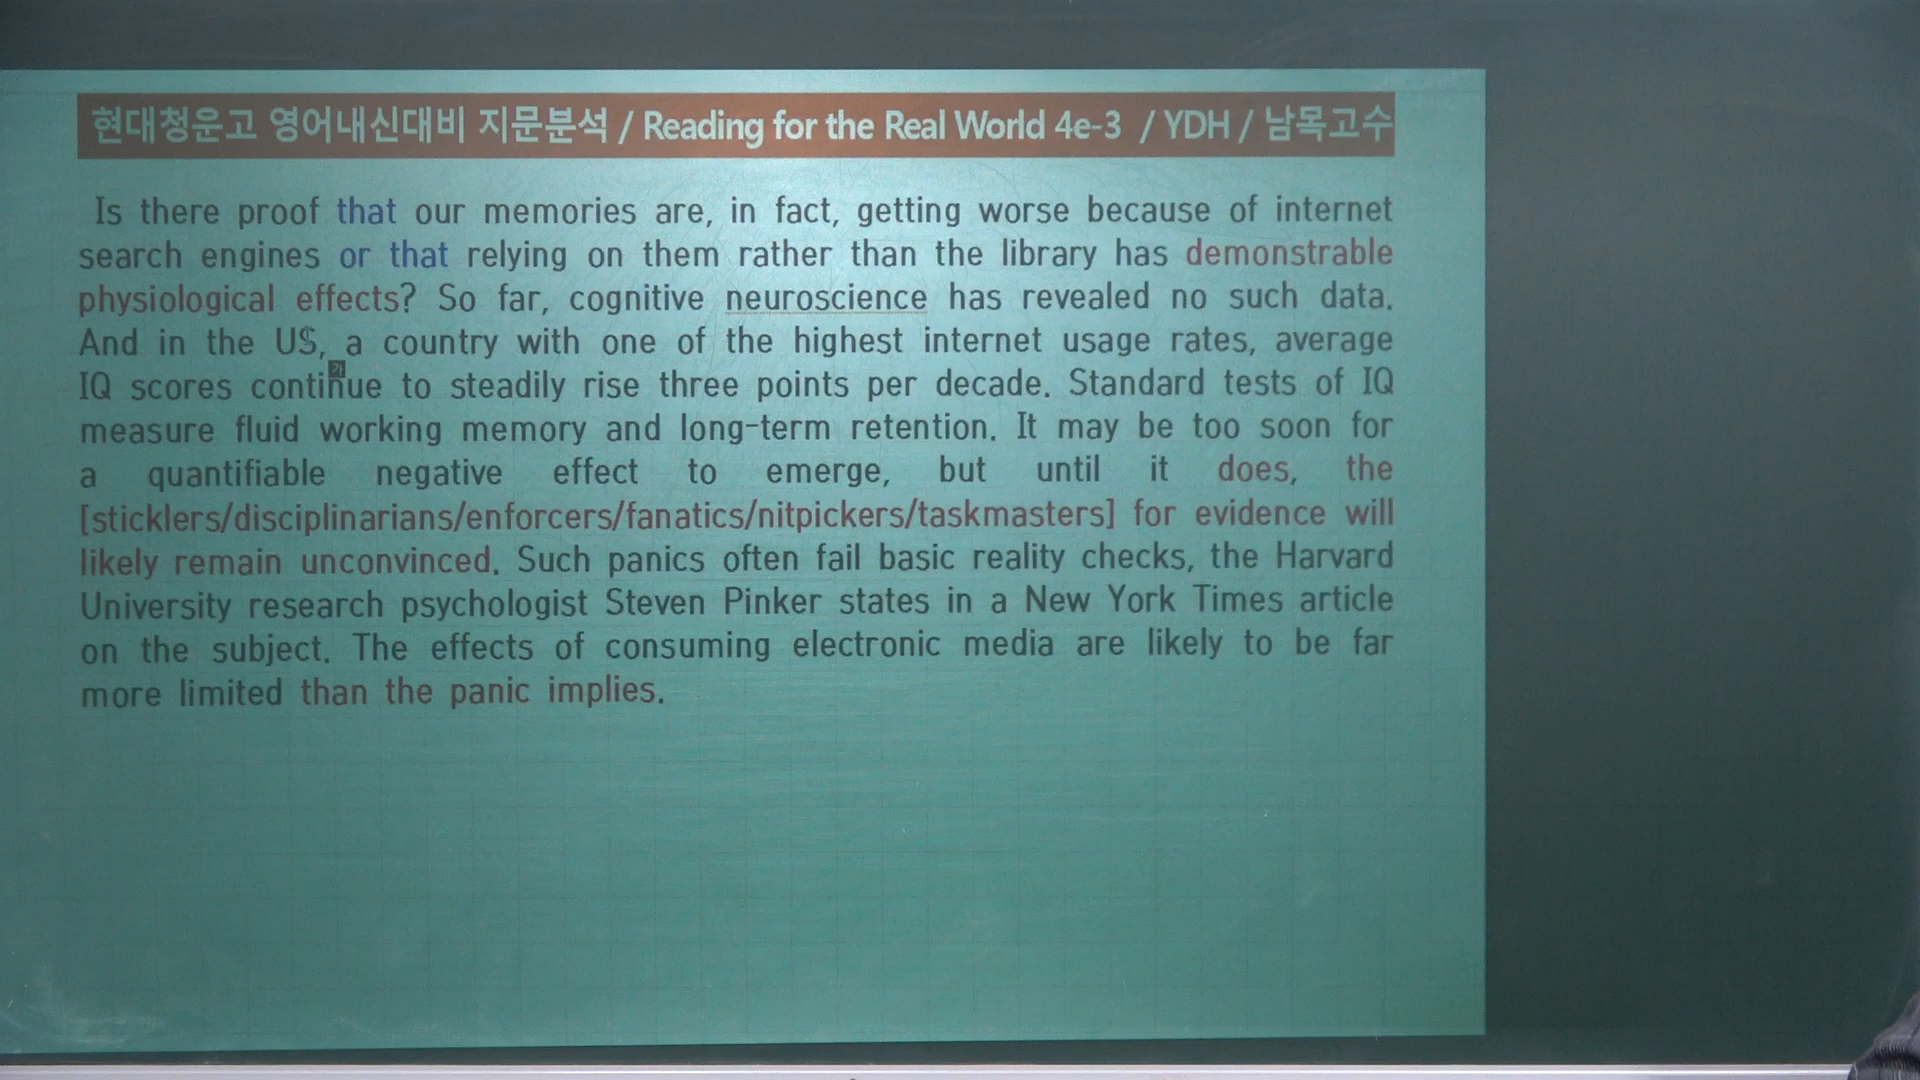 현대청운고 영어내신대비 지문분석 / Reading for the Real World 4e-3 / YDH / 남목고수
Is there proof that our memories are, in fact, getting worse because of internet
search engines or that relying on them rather than the library has demonstrable
physiological effects? So far, cognitive neuroscience has revealed no such data.
And in the US, a country with one of the highest internet usage rates, average
가
IQ scores continue to steadily rise three points per decade. Standard tests of IQ
measure fluid working memory and long-term retention. It may be too soon for
a quantifiable negative effect to emerge, but until it does, the
[sticklers/disciplinarians/enforcers/fanatics/nitpickers/taskmasters] for evidence will
likely remain unconvinced. Such panics often fail basic reality checks, the Harvard
University research psychologist Steven Pinker states in a New York Times article
on the subject. The effects of consuming electronic media are likely to be far
more limited than the panic implies.